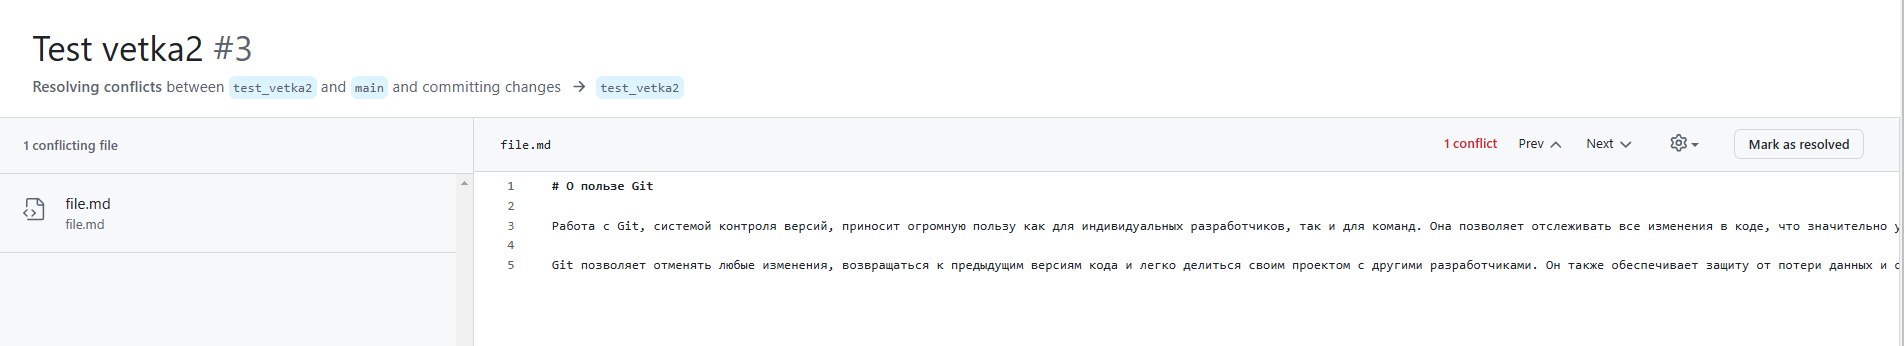 Test vetka2 #3
Resolving conflicts between test_vetka2 and main and committing changes → test_vetka2
1 conflicting file
file.md
file.md
file.md
1 conflict Prev Next Mark as resolved
1 # О пользе Git
2
3 Работа с Git, системой контроля версий, приносит огромную пользу как для индивидуальных разработчиков, так и для команд. Она позволяет отслеживать все изменения в коде, что значительно
4
5 Git позволяет отменять любые изменения, возвращаться к предыдущим версиям кода и легко делиться своим проектом с другими разработчиками. Он также обеспечивает защиту от потери данных и